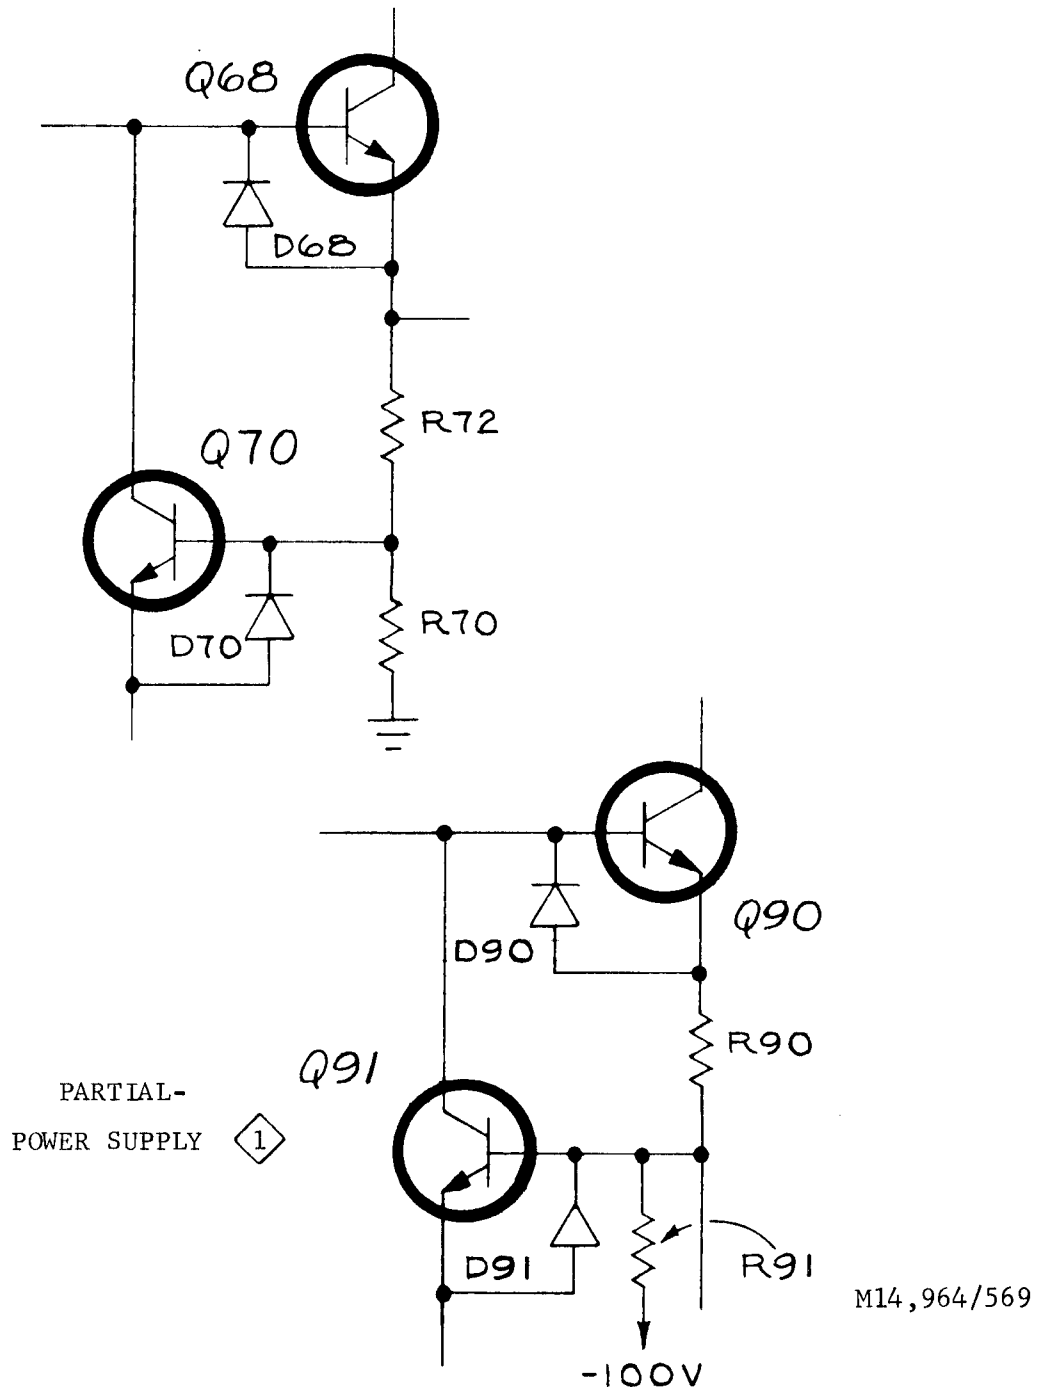 Q68
D68
R72
Q70
R70
D70
Q90
D90
R90
Q91
PARTIAL-
POWER SUPPLY 1
D91
R91
M14,964/569
-100V